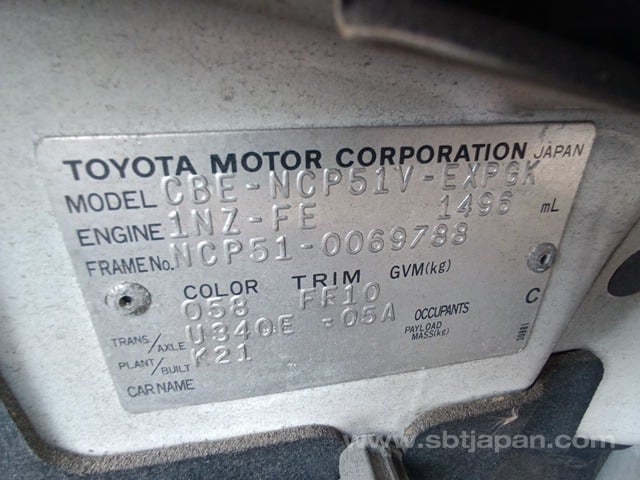 TOYOTA MOTOR CORPORATION JAPAN
MODEL CBE-NCP51V-EXPGK
ENGINE 1NZ-FE 1496 mL
FRAME No. NCP51-0069788
COLOR TRIM GVM(kg)
058 FF10 C
TRANS./AXLE U340E -05A OCCUPANTS
PLANT/BUILT K21 PAYLOAD MASS(kg)
CAR NAME
www.sbtjapan.com